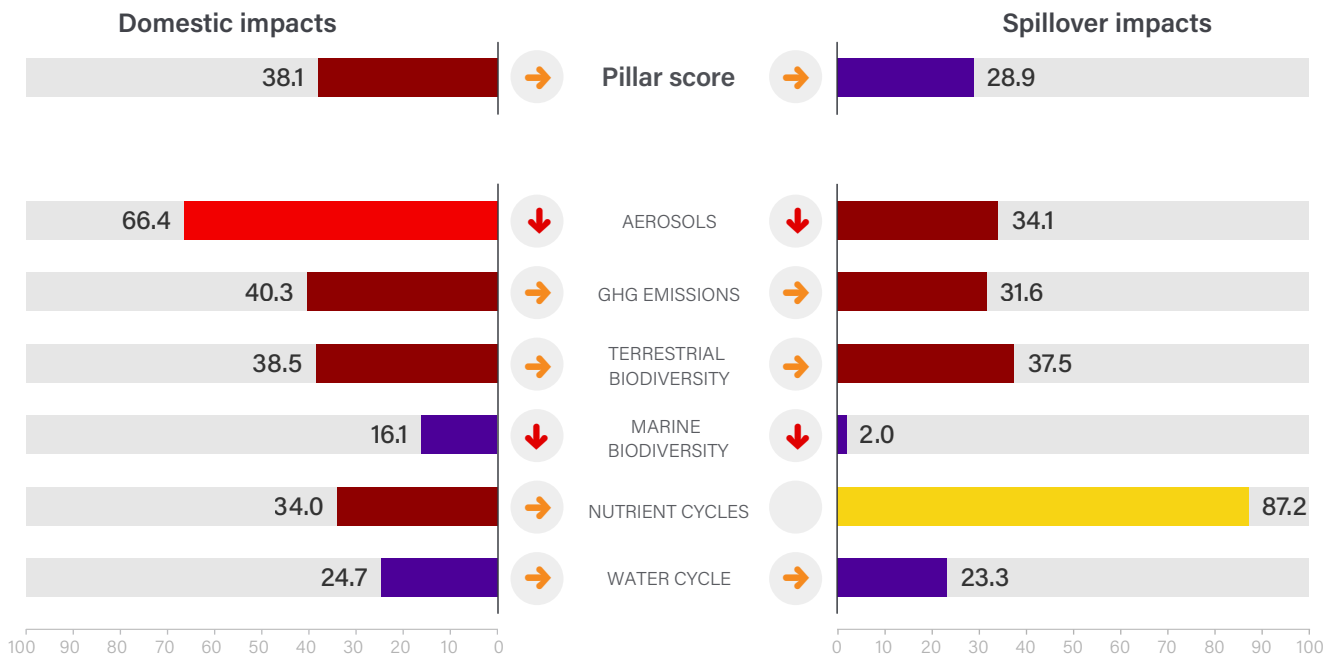 Domestic impacts
Spillover impacts
38.1
Pillar score
28.9
66.4
AEROSOLS
34.1
40.3
GHG EMISSIONS
31.6
38.5
TERRESTRIAL
BIODIVERSITY
37.5
16.1
MARINE
BIODIVERSITY
2.0
34.0
NUTRIENT CYCLES
87.2
24.7
WATER CYCLE
23.3
100 90 80 70 60 50 40 30 20 10 0
0 10 20 30 40 50 60 70 80 90 100